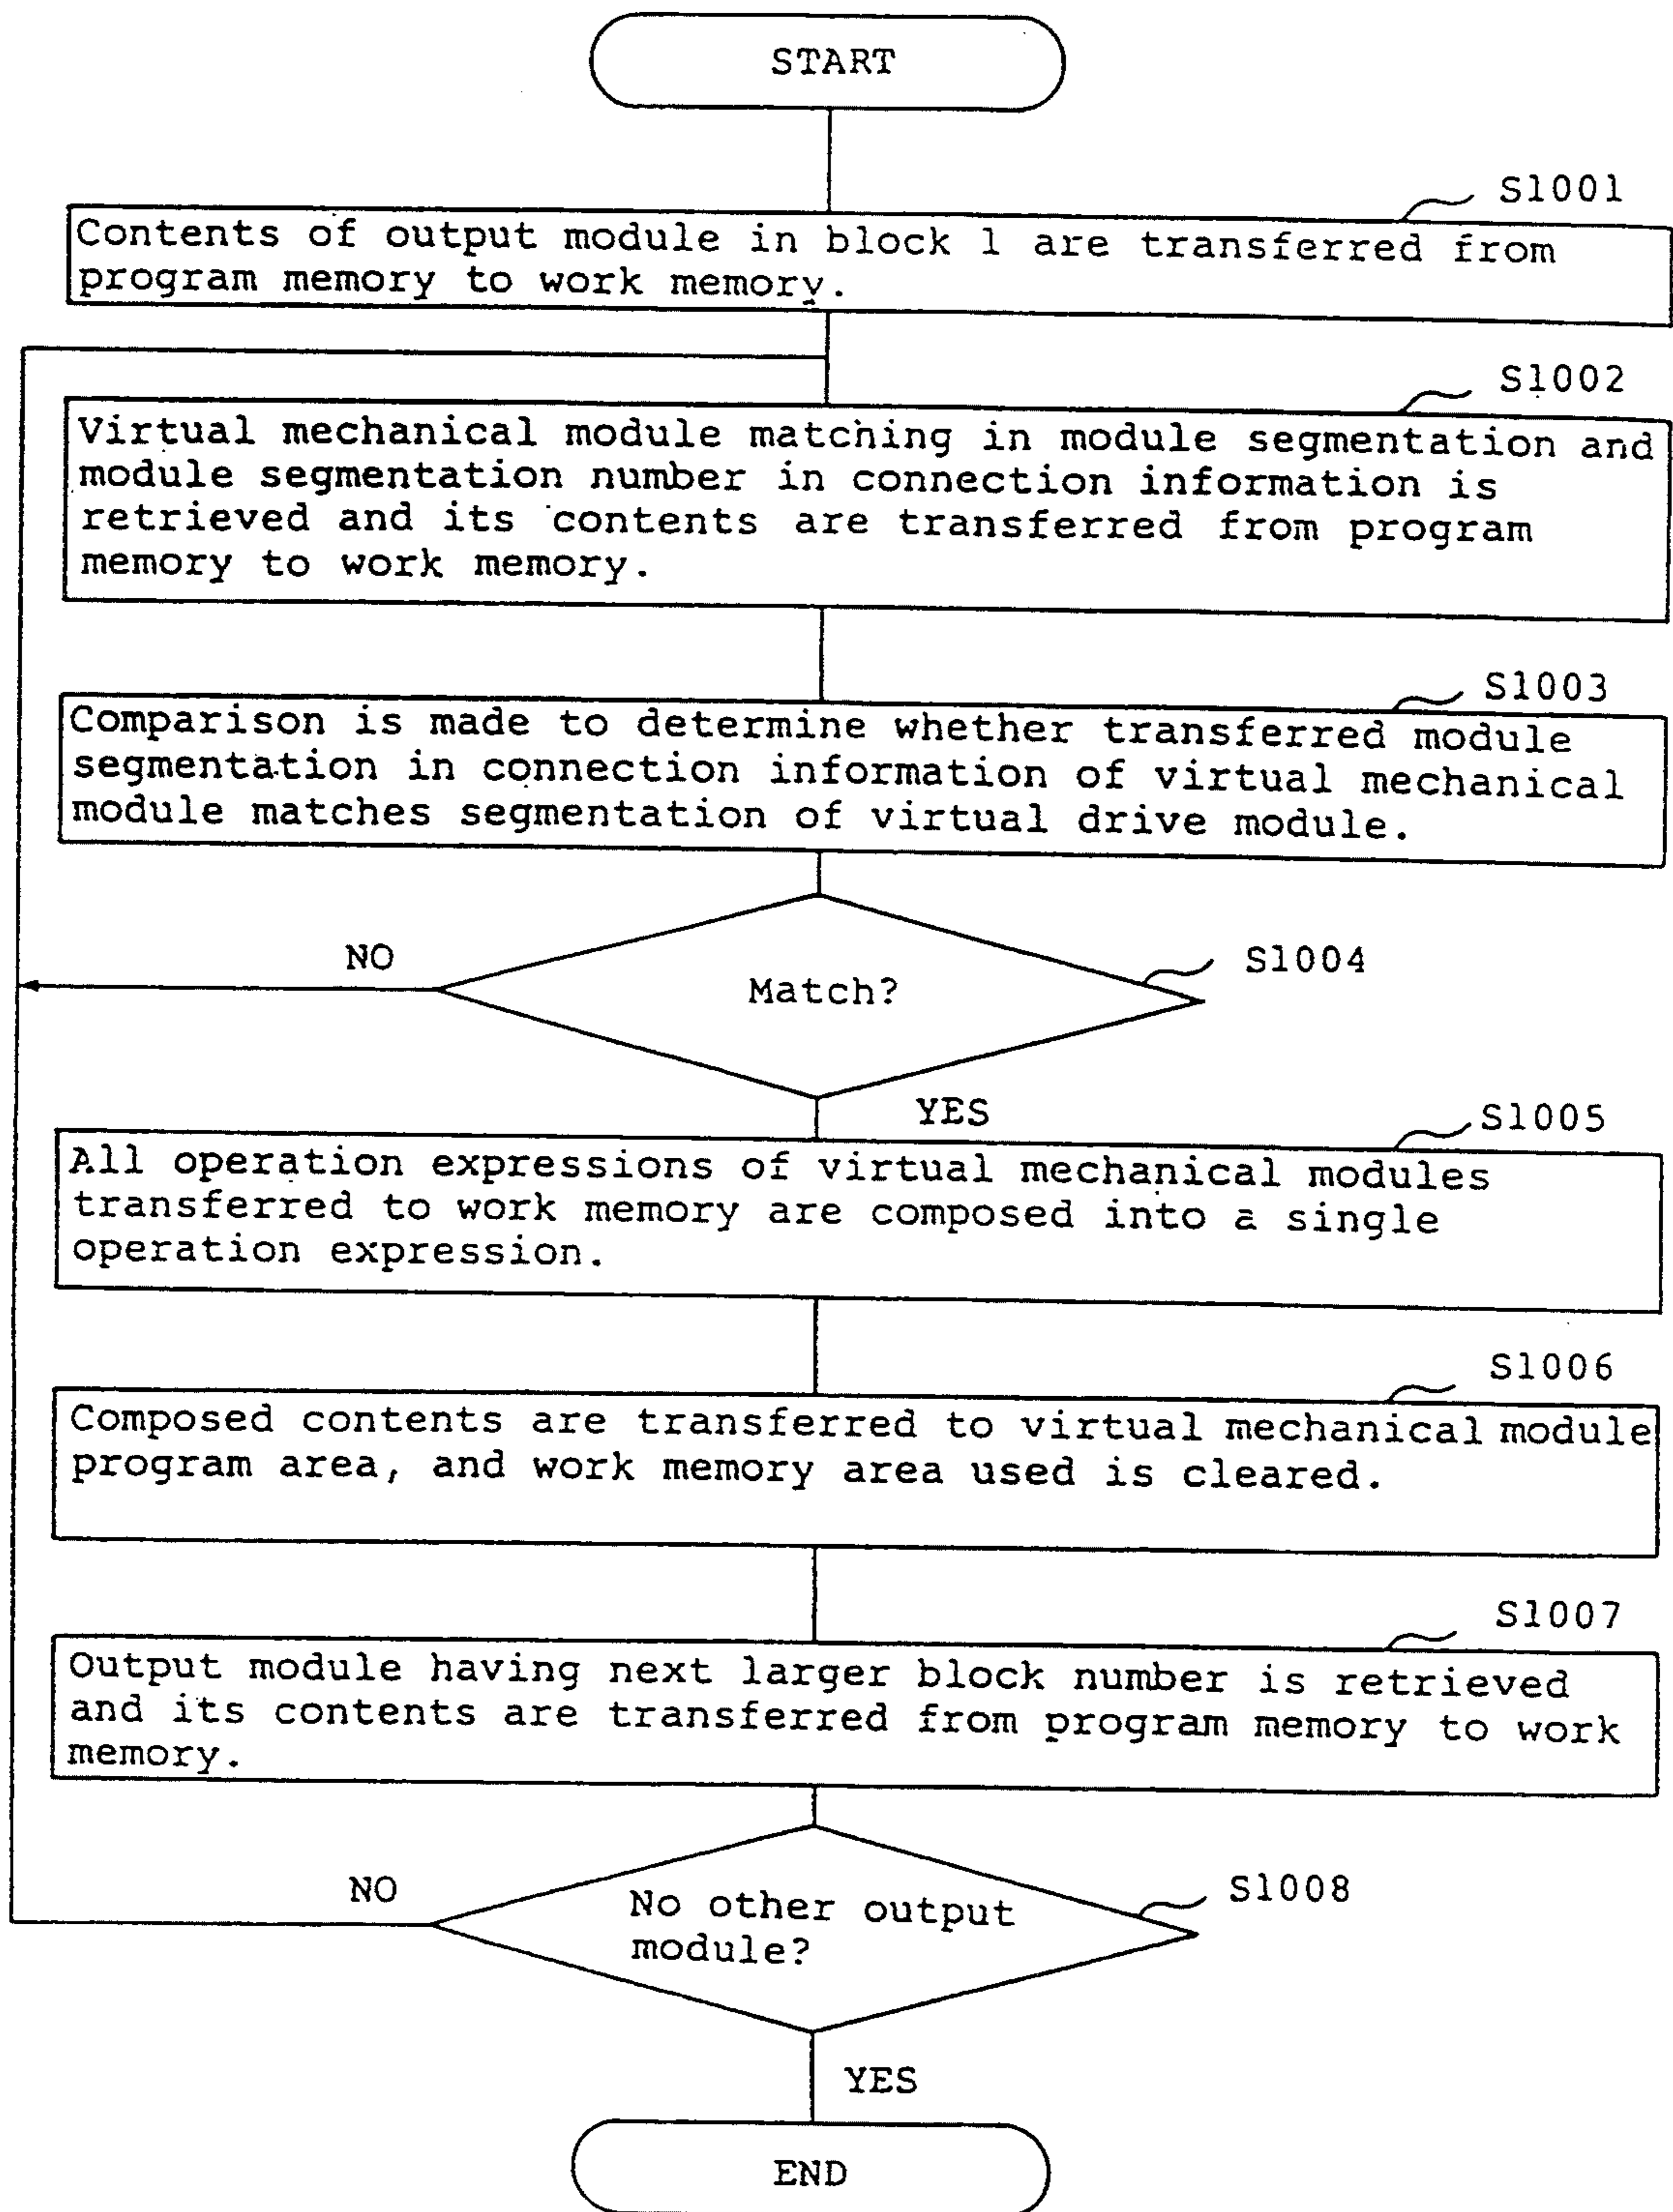 START
S1001
Contents of output module in block 1 are transferred from
program memory to work memory.
S1002
Virtual mechanical module matching in module segmentation and
module segmentation number in connection information is
retrieved and its contents are transferred from program
memory to work memory.
S1003
Comparison is made to determine whether transferred module
segmentation in connection information of virtual mechanical
module matches segmentation of virtual drive module.
NO
S1004
Match?
YES
S1005
All operation expressions of virtual mechanical modules
transferred to work memory are composed into a single
operation expression.
S1006
Composed contents are transferred to virtual mechanical module
program area, and work memory area used is cleared.
S1007
Output module having next larger block number is retrieved
and its contents are transferred from program memory to work
memory.
NO
S1008
No other output
module?
YES
END